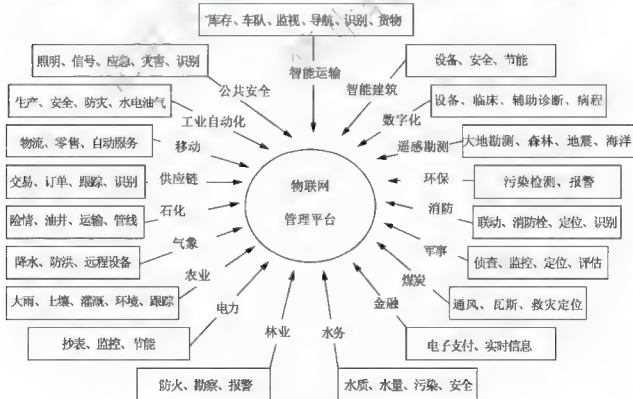 库存、车队、监视、导航、识别、货物
照明、信号、应急、灾害、识别
智能运输
设备、安全、节能
公共安全
智能建筑
生产、安全、防灾、水电油气
设备、临床、辅助诊断、病程
工业自动化
数字化
物流、零售、自动服务
移动
遥感勘测
大地勘测、森林、地震、海洋
交易、订单、跟踪、识别
供应链
物联网
环保
污染检测、报警
石化
管理平台
消防
险情、油井、运输、管线
联动、消防栓、定位、识别
气象
军事
降水、防洪、远程设备
侦查、监控、定位、评估
农业
煤炭
大雨、土壤、灌溉、环境、跟踪
通风、瓦斯、救灾定位
电力
金融
抄表、监控、节能
林业
水务
电子支付、实时信息
防火、勘察、报警
水质、水量、污染、安全